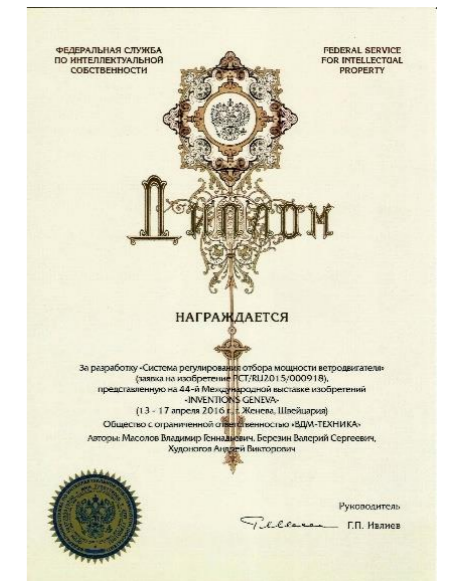 ФЕДЕРАЛЬНАЯ СЛУЖБА
ПО ИНТЕЛЛЕКТУАЛЬНОЙ
СОБСТВЕННОСТИ
FEDERAL SERVICE
FOR INTELLECTUAL
PROPERTY
Диплом
НАГРАЖДАЕТСЯ
За разработку «Система регулирования отбора мощности ветродвигателя»
(заявка на изобретение PCT/RU2015/000918),
представленную на 44-й Международной выставке изобретений
«INVENTIONS GENEVA»
(13 - 17 апреля 2016 г., г. Женева, Швейцария)
Общество с ограниченной ответственностью «ВДМ-ТЕХНИКА»
Авторы: Масолов Владимир Геннадьевич, Березин Валерий Сергеевич,
Худоногов Андрей Викторович
Руководитель
Г.П. Ивлиев